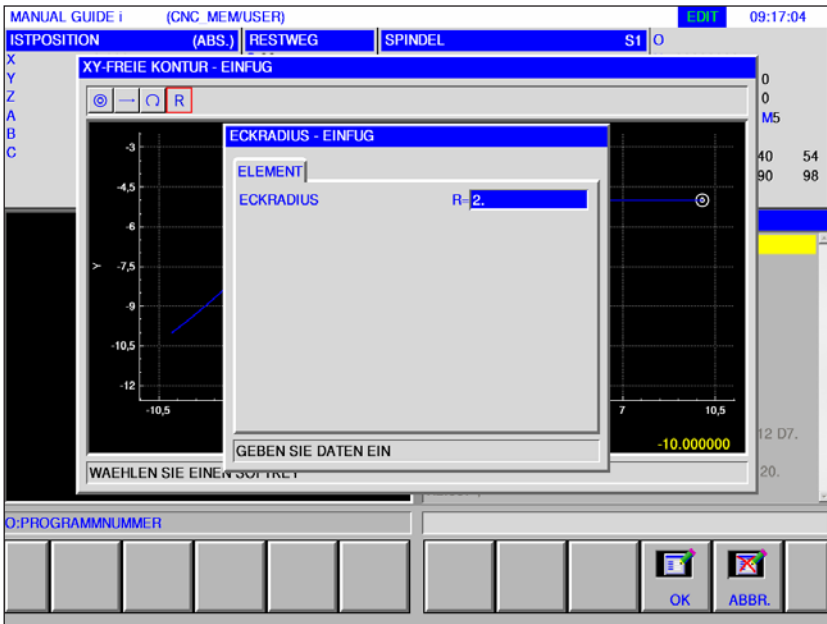 MANUAL GUIDE i (CNC_MEM/USER) EDIT 09:17:04
ISTPOSITION (ABS.) RESTWEG SPINDEL S1 O
X
Y 0
Z 0
A M5
B
C 40 54
90 98
XY-FREIE KONTUR - EINFUG
R
ECKRADIUS - EINFUG
ELEMENT
ECKRADIUS R=2.
-3
-4,5
-6
Y -7,5
-9
-10,5
-12
-10,5 7 10,5
-10.000000
12 D7.
20.
GEBEN SIE DATEN EIN
WAEHLEN SIE EINEN SOFTKEY
O:PROGRAMMNUMMER
OK ABBR.